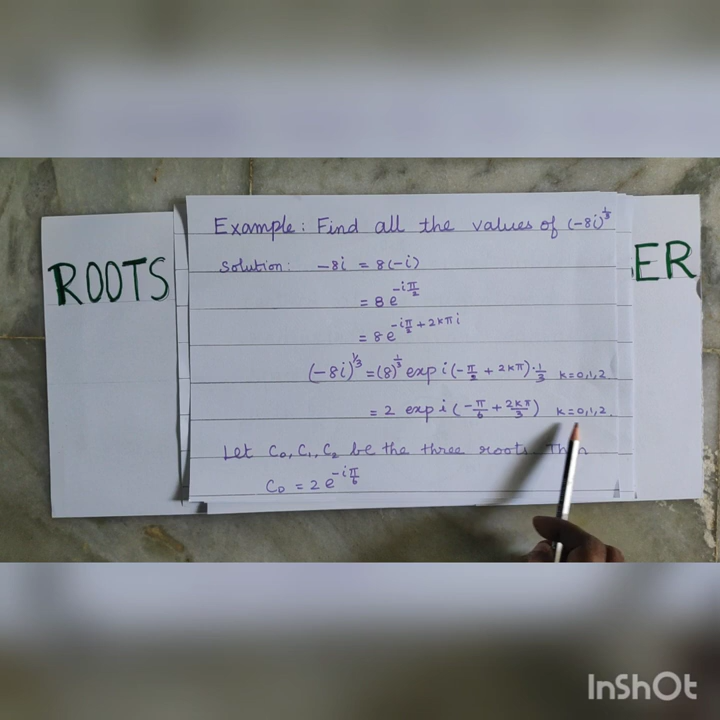 ROOTS
ER
Example: Find all the values of (-8i)^⅓
Solution: -8i = 8(-i)
= 8e^(-iπ/2)
= 8e^(-iπ/2 + 2kπi)
(-8i)^⅓ = (8)^⅓ exp i(-π/2 + 2kπ)·1/3 k=0,1,2
= 2 exp i(-π/6 + 2kπ/3) k=0,1,2.
Let C₀, C₁, C₂ be the three roots. Then
C₀ = 2e^(-iπ/6)
InShOt